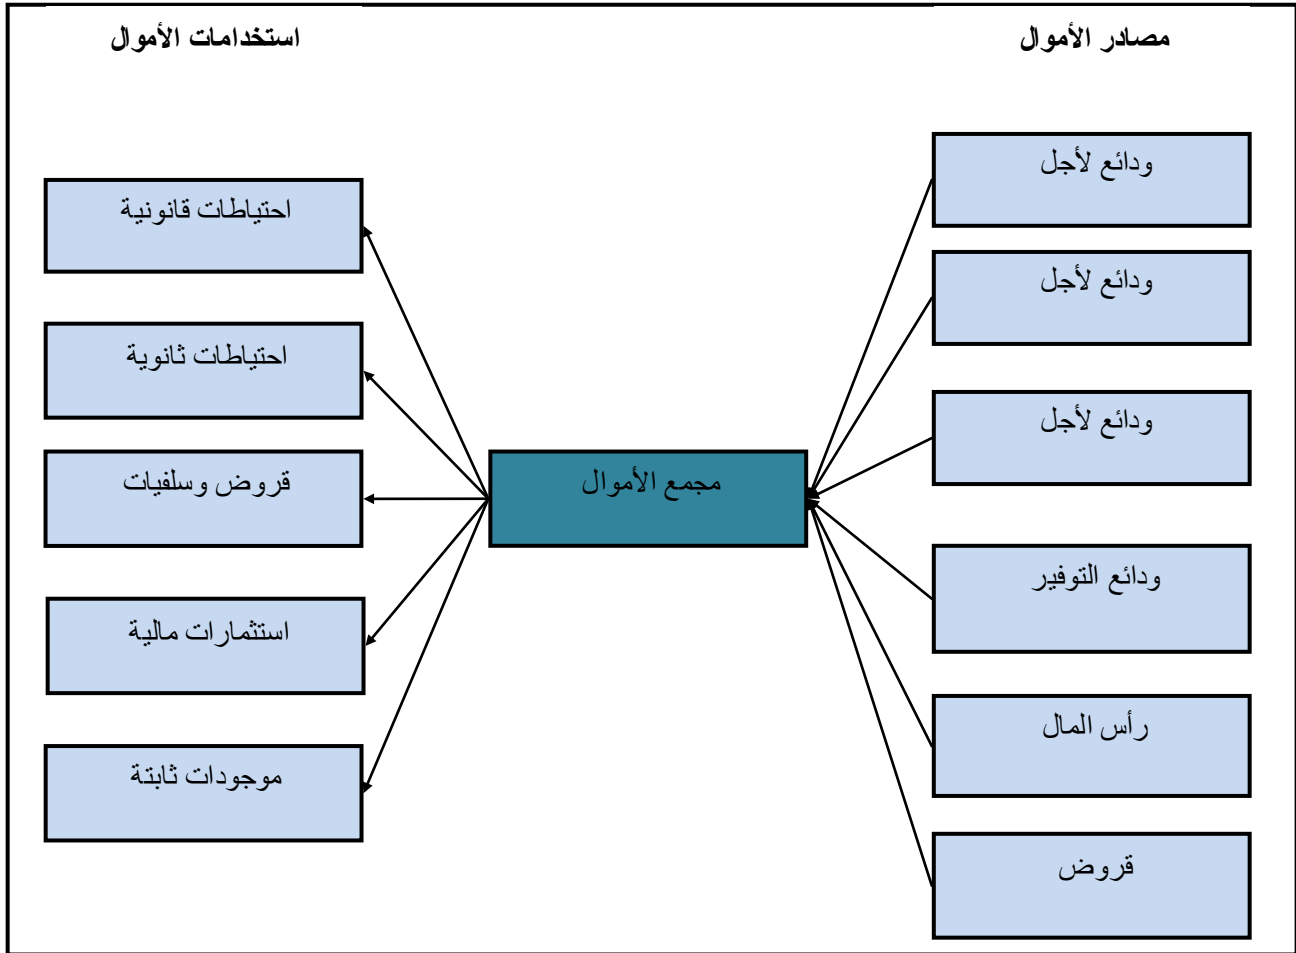 مصادر الأموال
استخدامات الأموال
ودائع لأجل
ودائع لأجل
ودائع لأجل
ودائع التوفير
رأس المال
قروض
مجمع الأموال
احتياطات قانونية
احتياطات ثانوية
قروض وسلفيات
استثمارات مالية
موجودات ثابتة